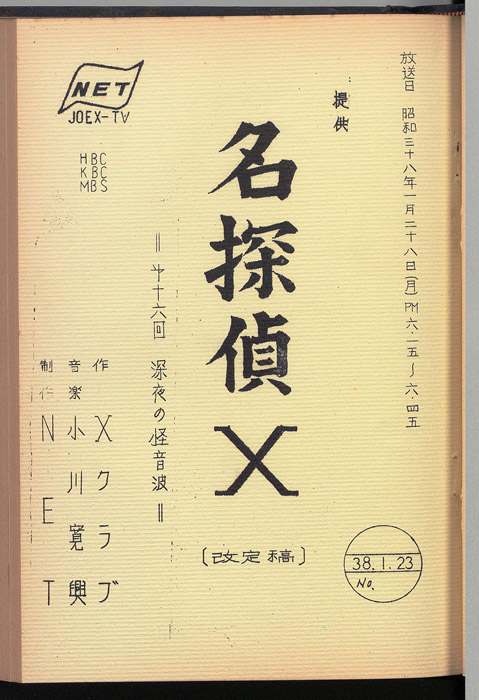 放送日 昭和三十八年一月二十八日(月)PM六・一五〜六・四五
提供
名探偵X
〔改定稿〕
NET
JOEX-TV
HBC
KBC
MBS
＝ 第十六回 深夜の怪音波 ＝
作 Xクラブ
音楽 小川寛興
制作 NET
38.1.23
No.